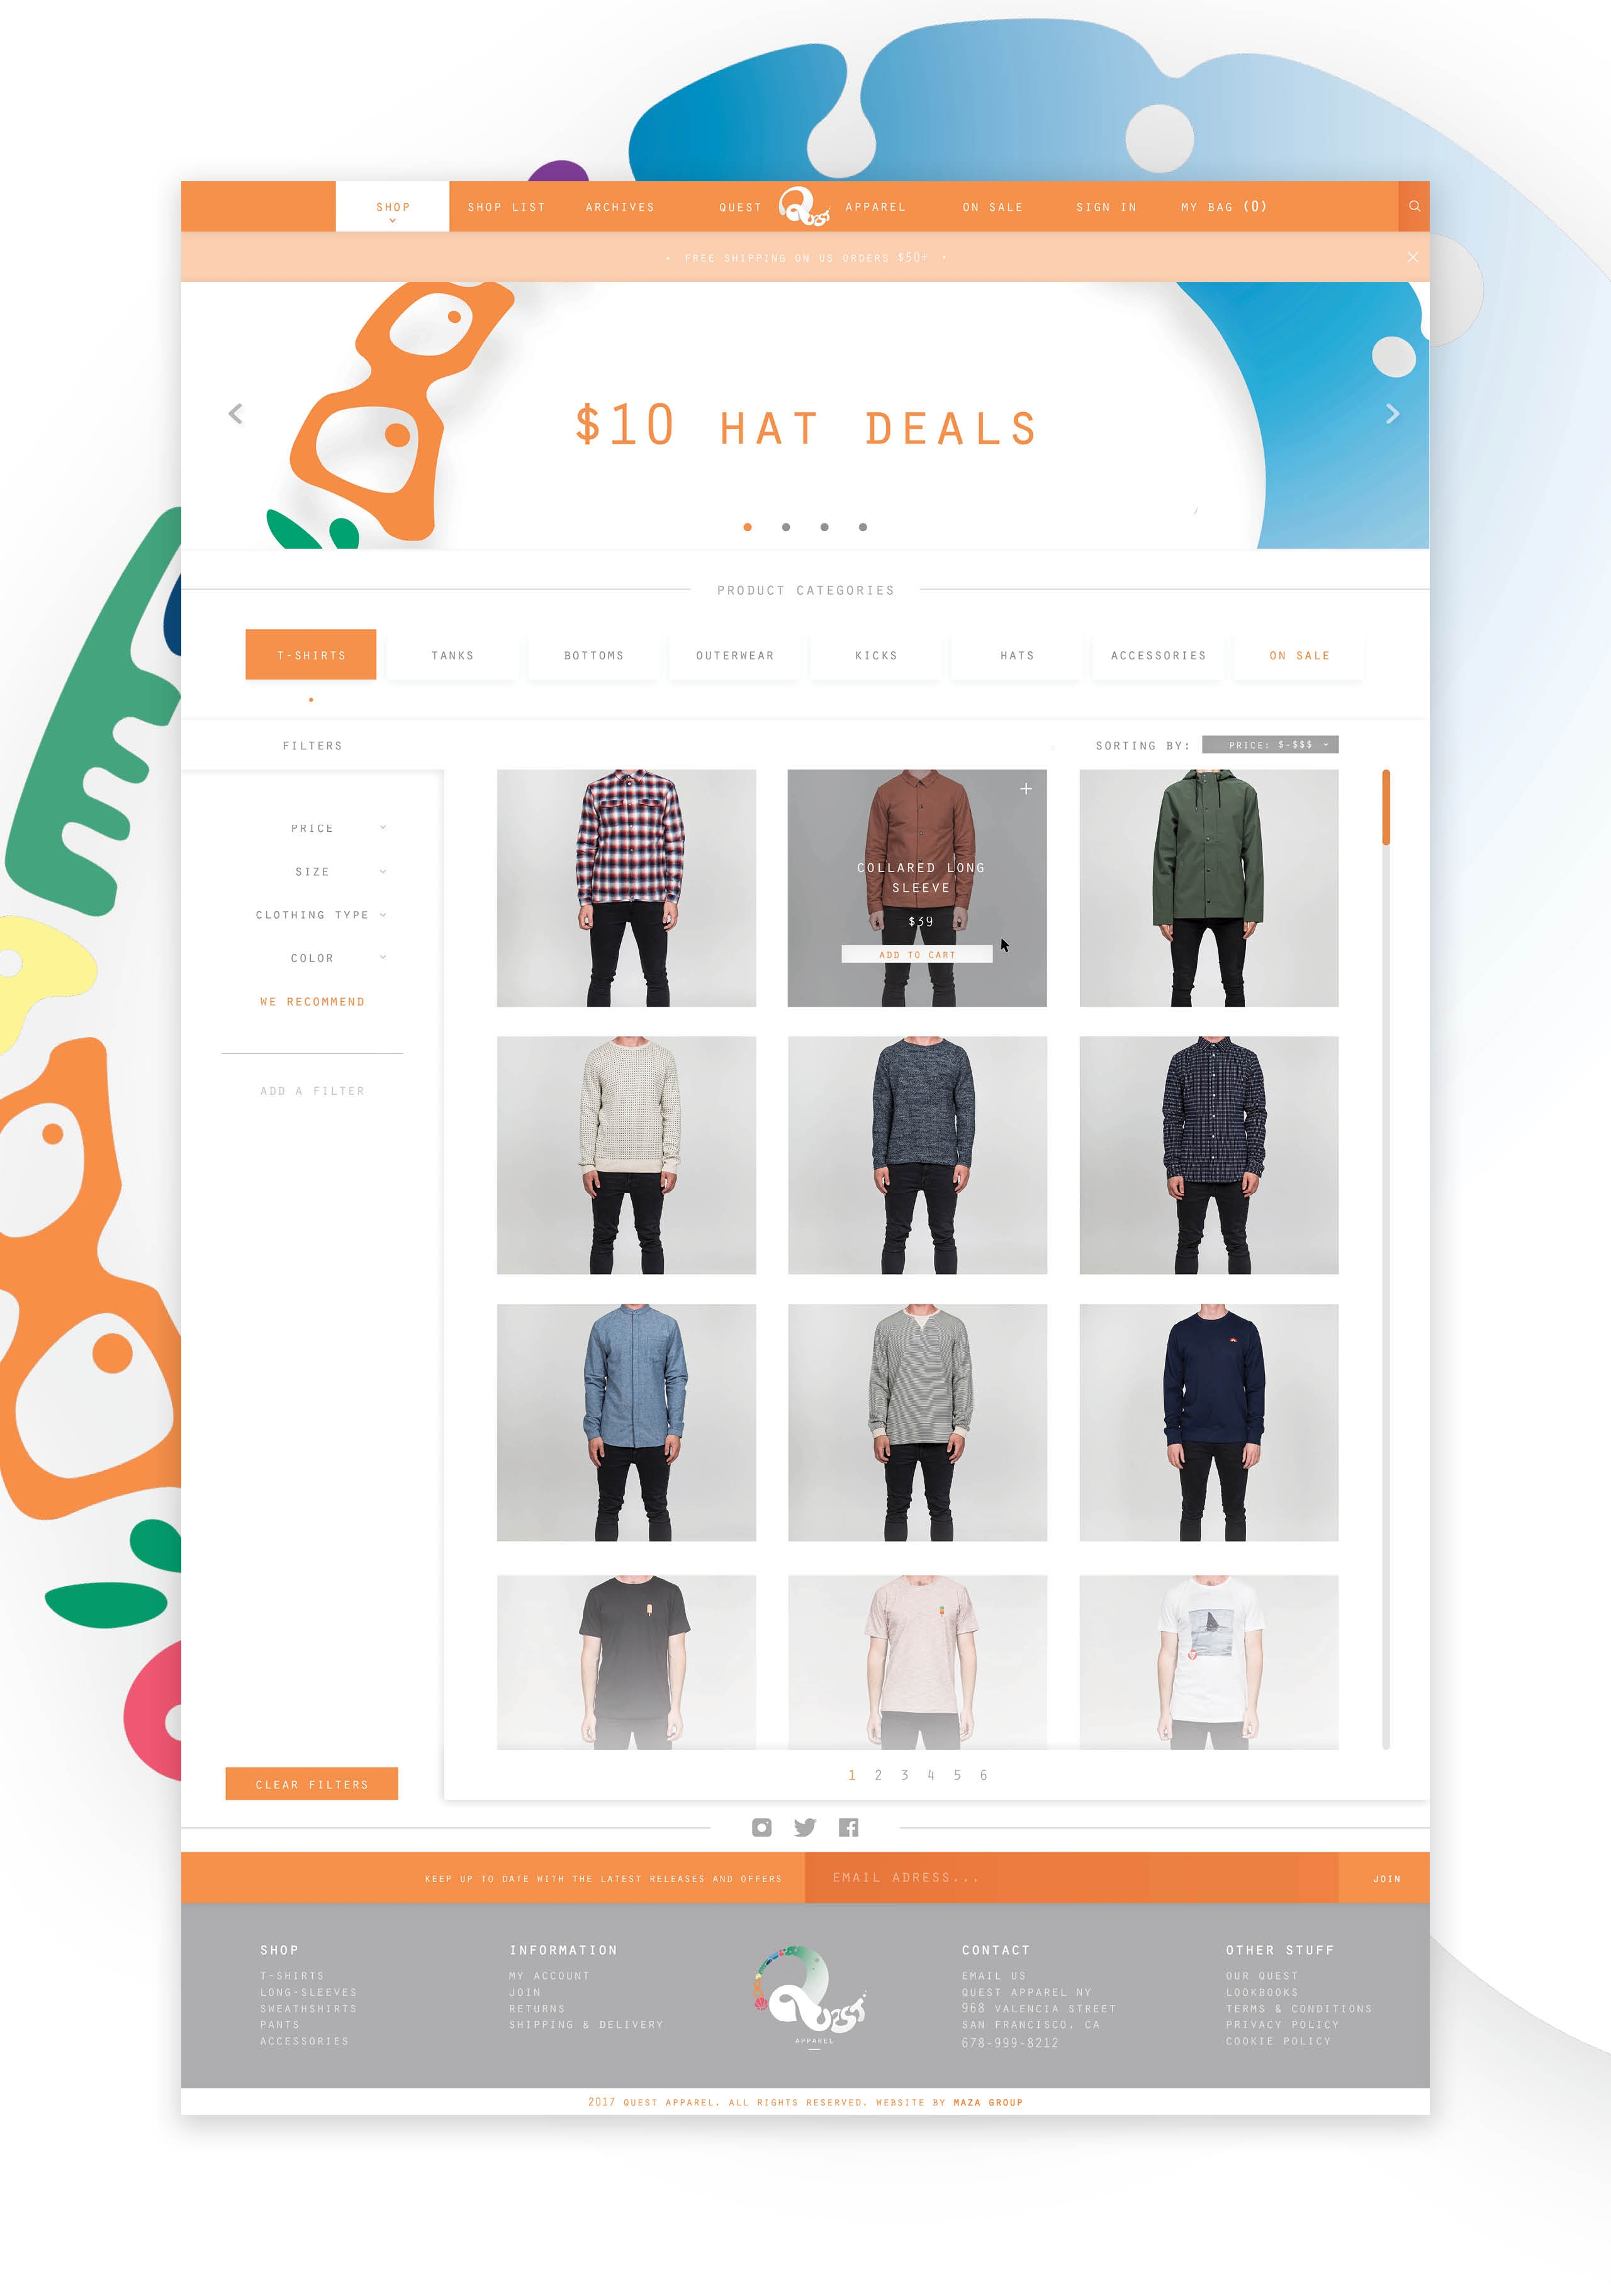 SHOP
SHOP LIST
ARCHIVES
QUEST
Quest
APPAREL
ON SALE
SIGN IN
MY BAG (0)
• FREE SHIPPING ON US ORDERS $50+ •
$10 HAT DEALS
PRODUCT CATEGORIES
T-SHIRTS
TANKS
BOTTOMS
OUTERWEAR
KICKS
HATS
ACCESSORIES
ON SALE
FILTERS
SORTING BY:
PRICE: $-$$$
PRICE
SIZE
CLOTHING TYPE
COLOR
WE RECOMMEND
ADD A FILTER
COLLARED LONG
SLEEVE
$39
ADD TO CART
CLEAR FILTERS
1 2 3 4 5 6
KEEP UP TO DATE WITH THE LATEST RELEASES AND OFFERS
EMAIL ADRESS...
JOIN
SHOP
T-SHIRTS
LONG-SLEEVES
SWEATHSHIRTS
PANTS
ACCESSORIES
INFORMATION
MY ACCOUNT
JOIN
RETURNS
SHIPPING & DELIVERY
Quest
APPAREL
CONTACT
EMAIL US
QUEST APPAREL NY
968 VALENCIA STREET
SAN FRANCISCO, CA
678-999-8212
OTHER STUFF
OUR QUEST
LOOKBOOKS
TERMS & CONDITIONS
PRIVACY POLICY
COOKIE POLICY
2017 QUEST APPAREL. ALL RIGHTS RESERVED. WEBSITE BY MAZA GROUP